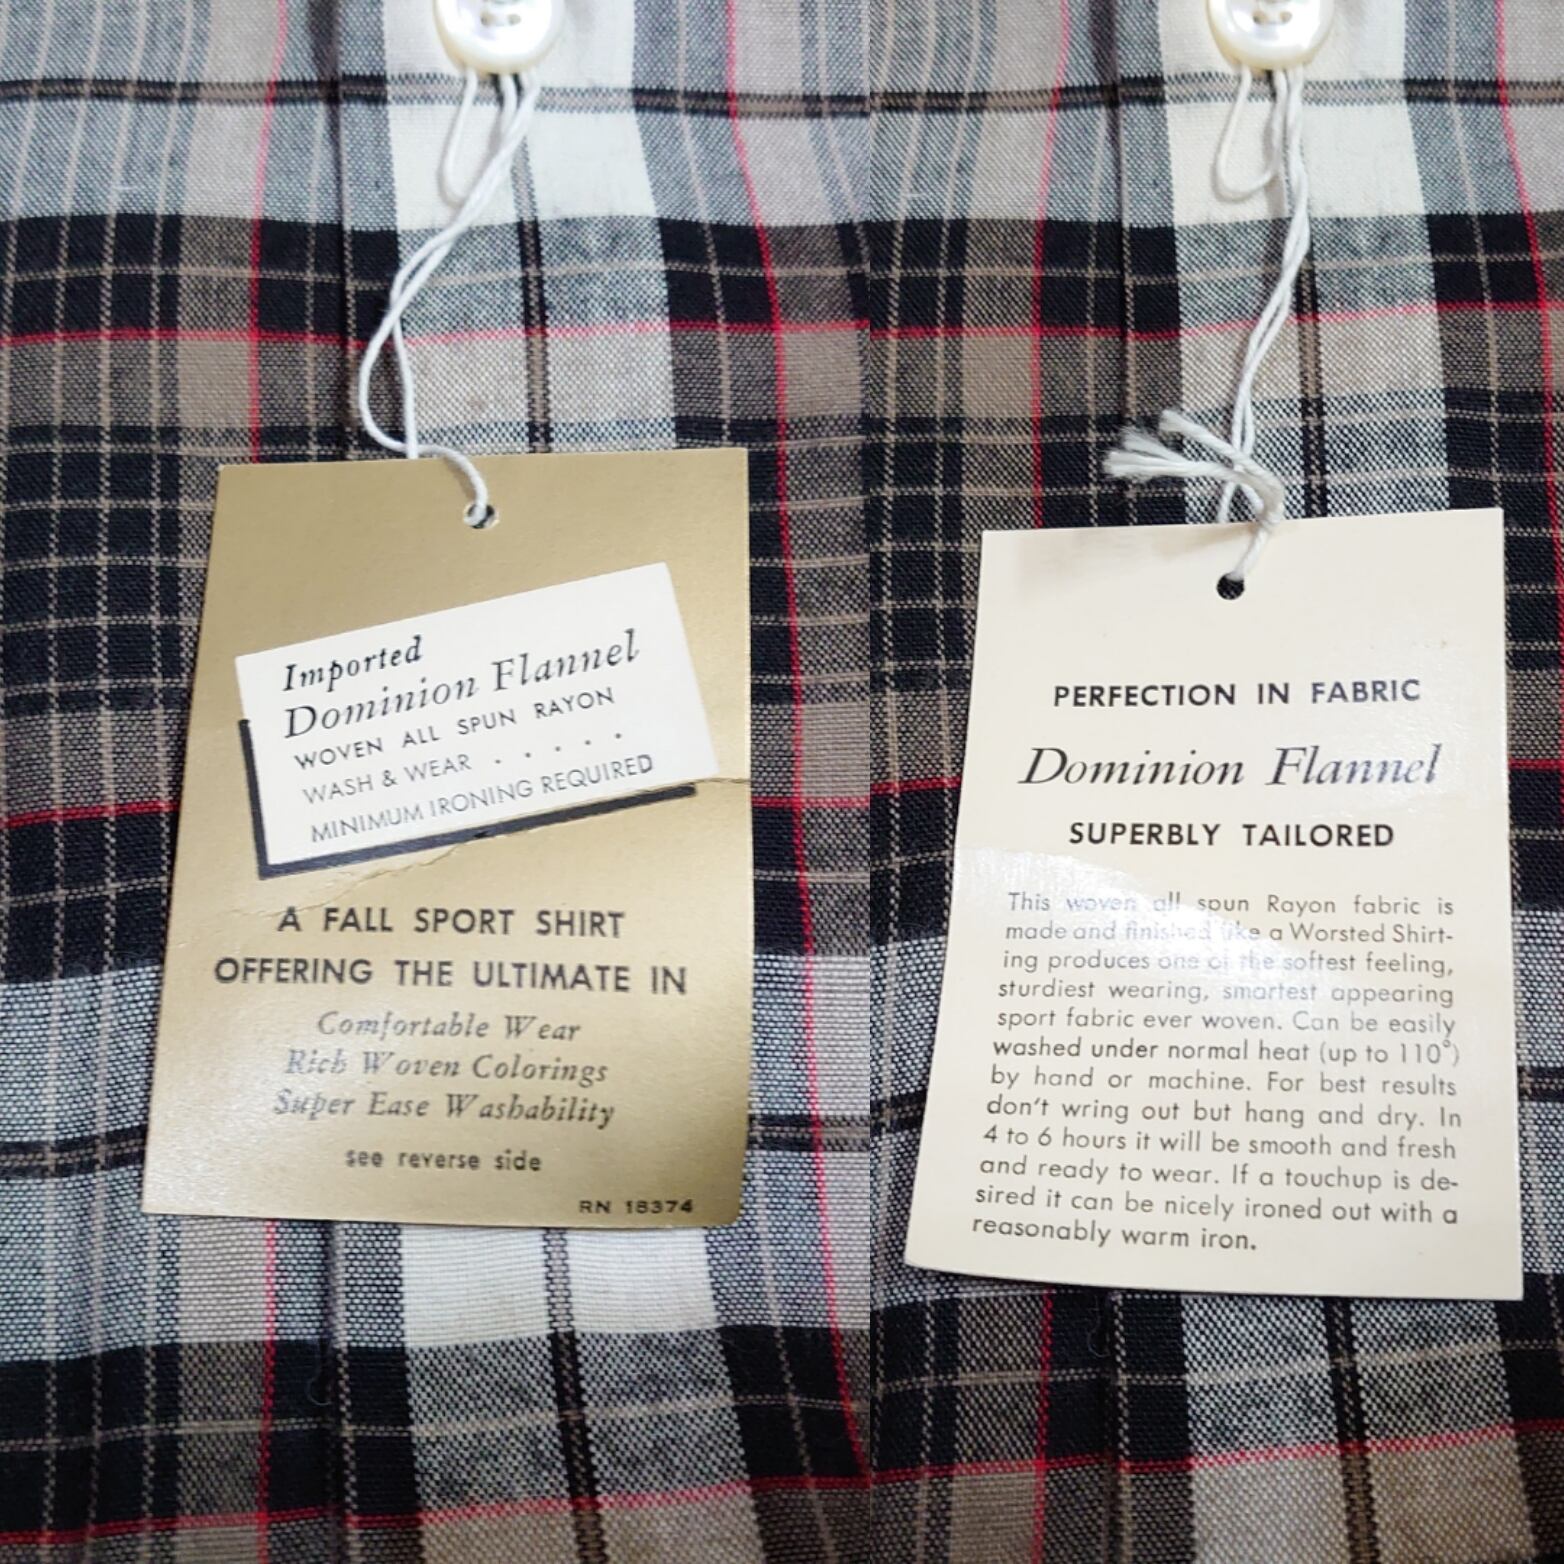 Imported
Dominion Flannel
WOVEN ALL SPUN RAYON
WASH & WEAR . . . . .
MINIMUM IRONING REQUIRED
A FALL SPORT SHIRT
OFFERING THE ULTIMATE IN
Comfortable Wear
Rich Woven Colorings
Super Ease Washability
see reverse side
RN 18374
PERFECTION IN FABRIC
Dominion Flannel
SUPERBLY TAILORED
This woven all spun Rayon fabric is
made and finished like a Worsted Shirt-
ing produces one of the softest feeling,
sturdiest wearing, smartest appearing
sport fabric ever woven. Can be easily
washed under normal heat (up to 110°)
by hand or machine. For best results
don't wring out but hang and dry. In
4 to 6 hours it will be smooth and fresh
and ready to wear. If a touchup is de-
sired it can be nicely ironed out with a
reasonably warm iron.